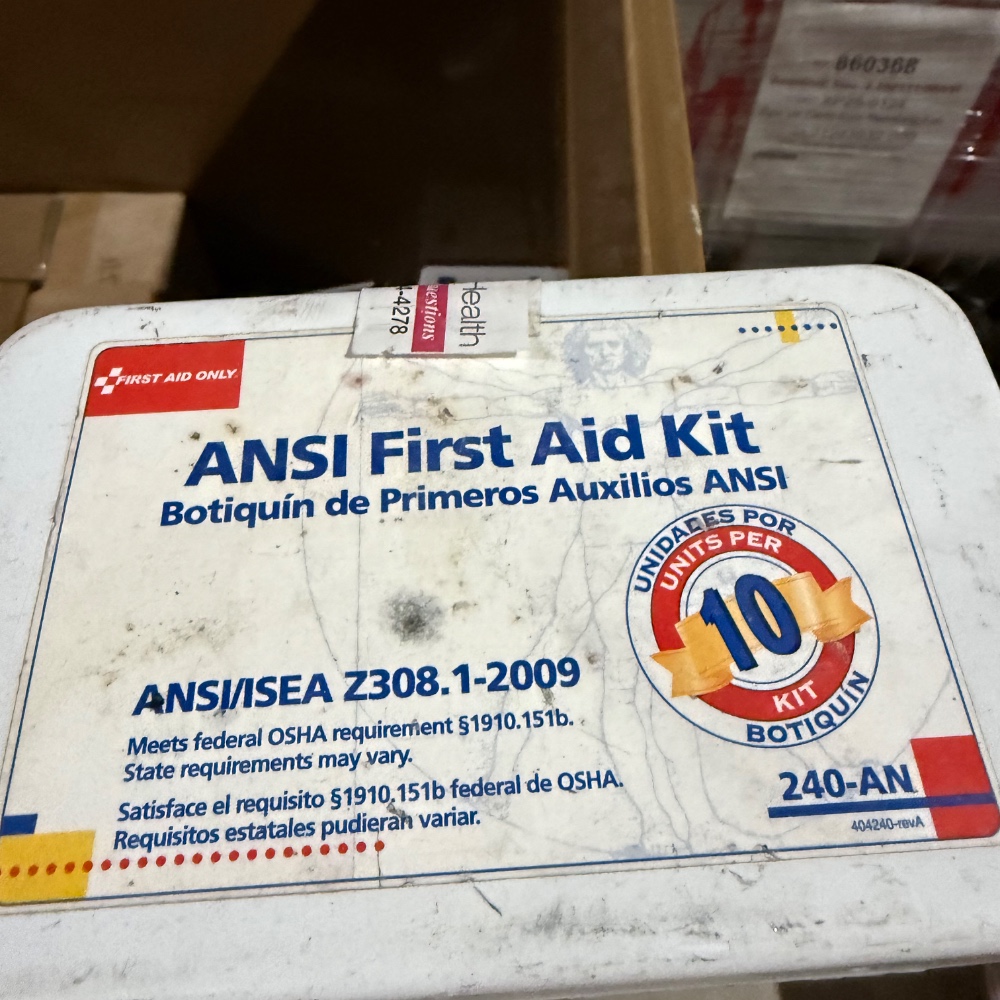 660368
Health
uestions
-4278
FIRST AID ONLY
ANSI First Aid Kit
Botiquín de Primeros Auxilios ANSI
UNIDADES POR
UNITS PER
10
KIT
BOTIQUÍN
ANSI/ISEA Z308.1-2009
Meets federal OSHA requirement §1910.151b.
State requirements may vary.
Satisface el requisito §1910.151b federal de OSHA.
Requisitos estatales pudieran variar.
240-AN
404240-revA